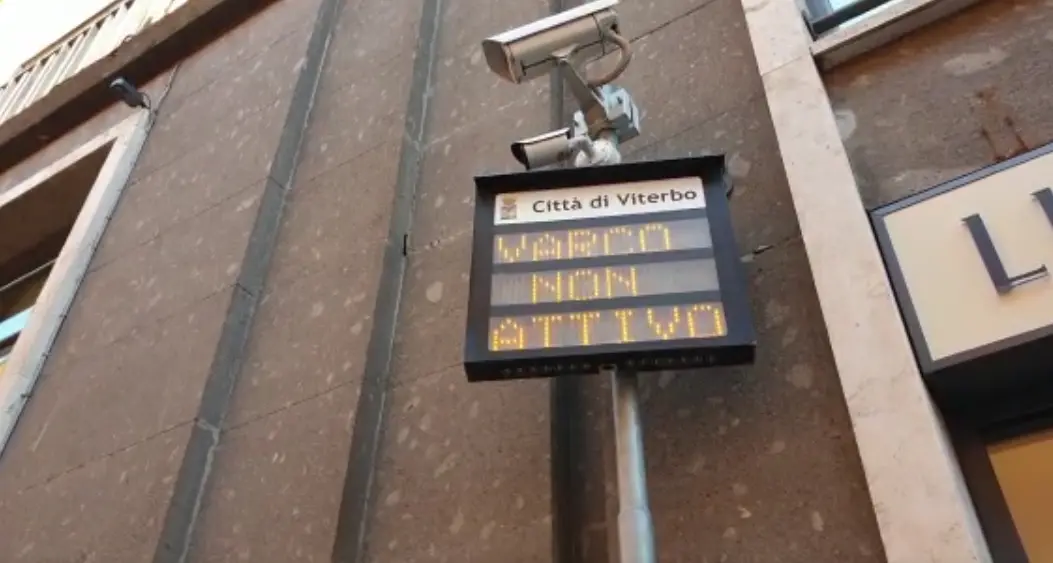 Città di Viterbo
VARCO
NON
ATTIVO